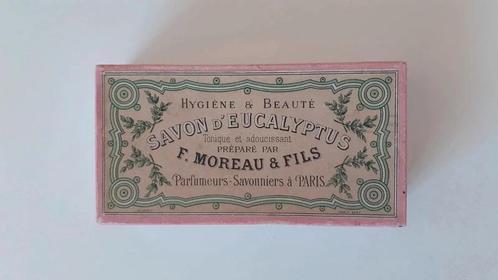 HYGIÈNE & BEAUTÉ
SAVON D'EUCALYPTUS
Tonique et adoucissant
PRÉPARÉ PAR
F. MOREAU & FILS
Parfumeurs-Savonniers à PARIS.